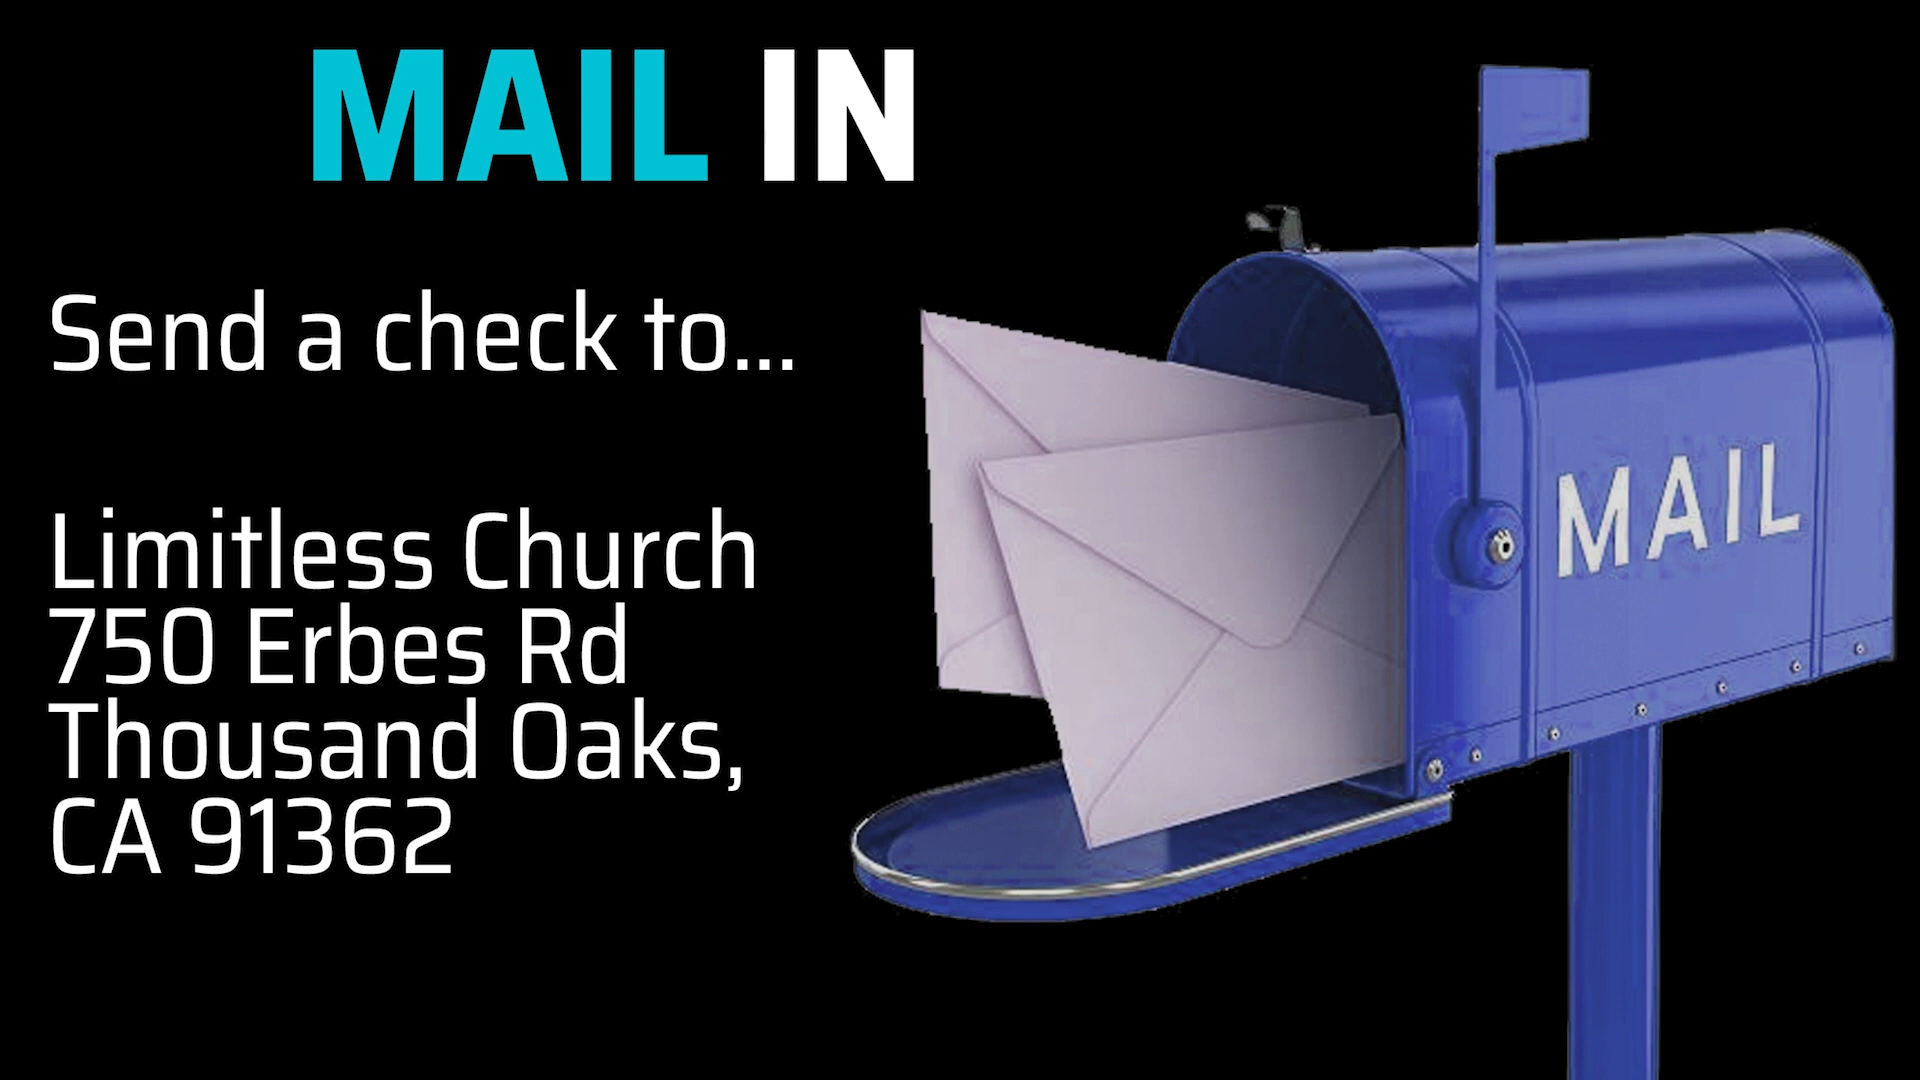 MAIL IN
Send a check to...
Limitless Church
750 Erbes Rd
Thousand Oaks,
CA 91362
MAIL